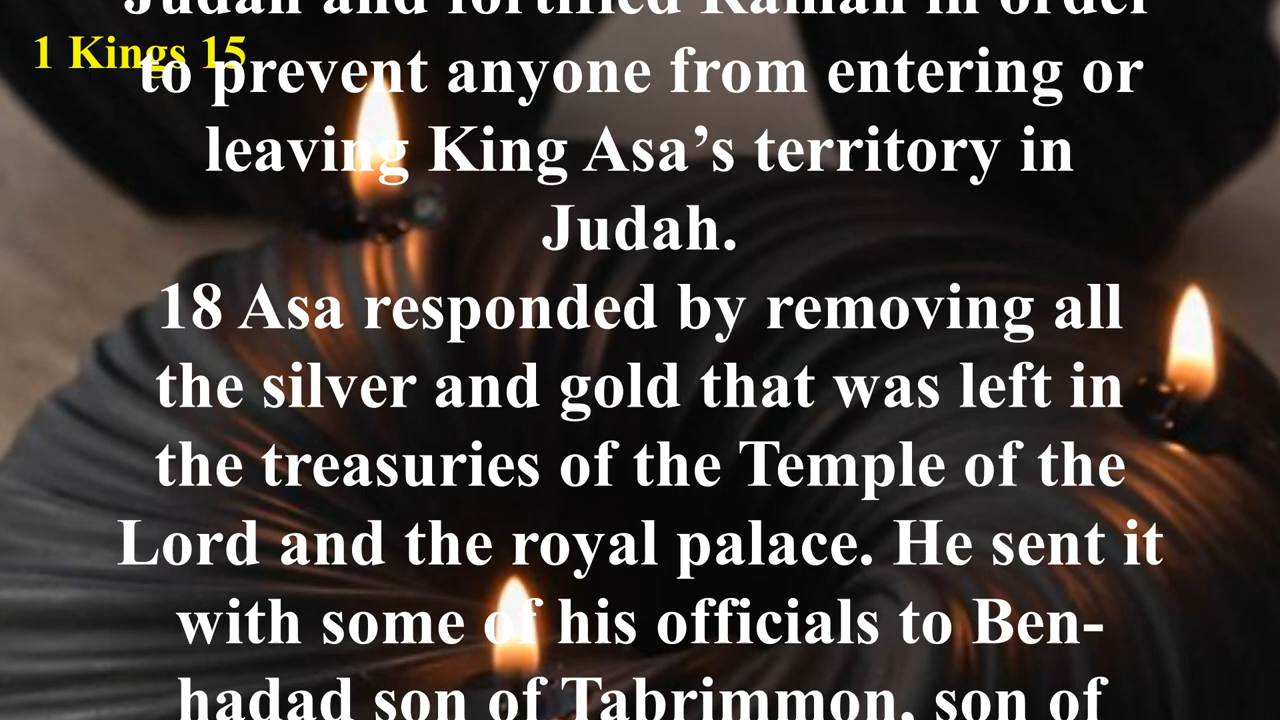 Judah and fortified Ramah in order
1 Kings 15
to prevent anyone from entering or
leaving King Asa’s territory in
Judah.
18 Asa responded by removing all
the silver and gold that was left in
the treasuries of the Temple of the
Lord and the royal palace. He sent it
with some of his officials to Ben-
hadad son of Tabrimmon, son of